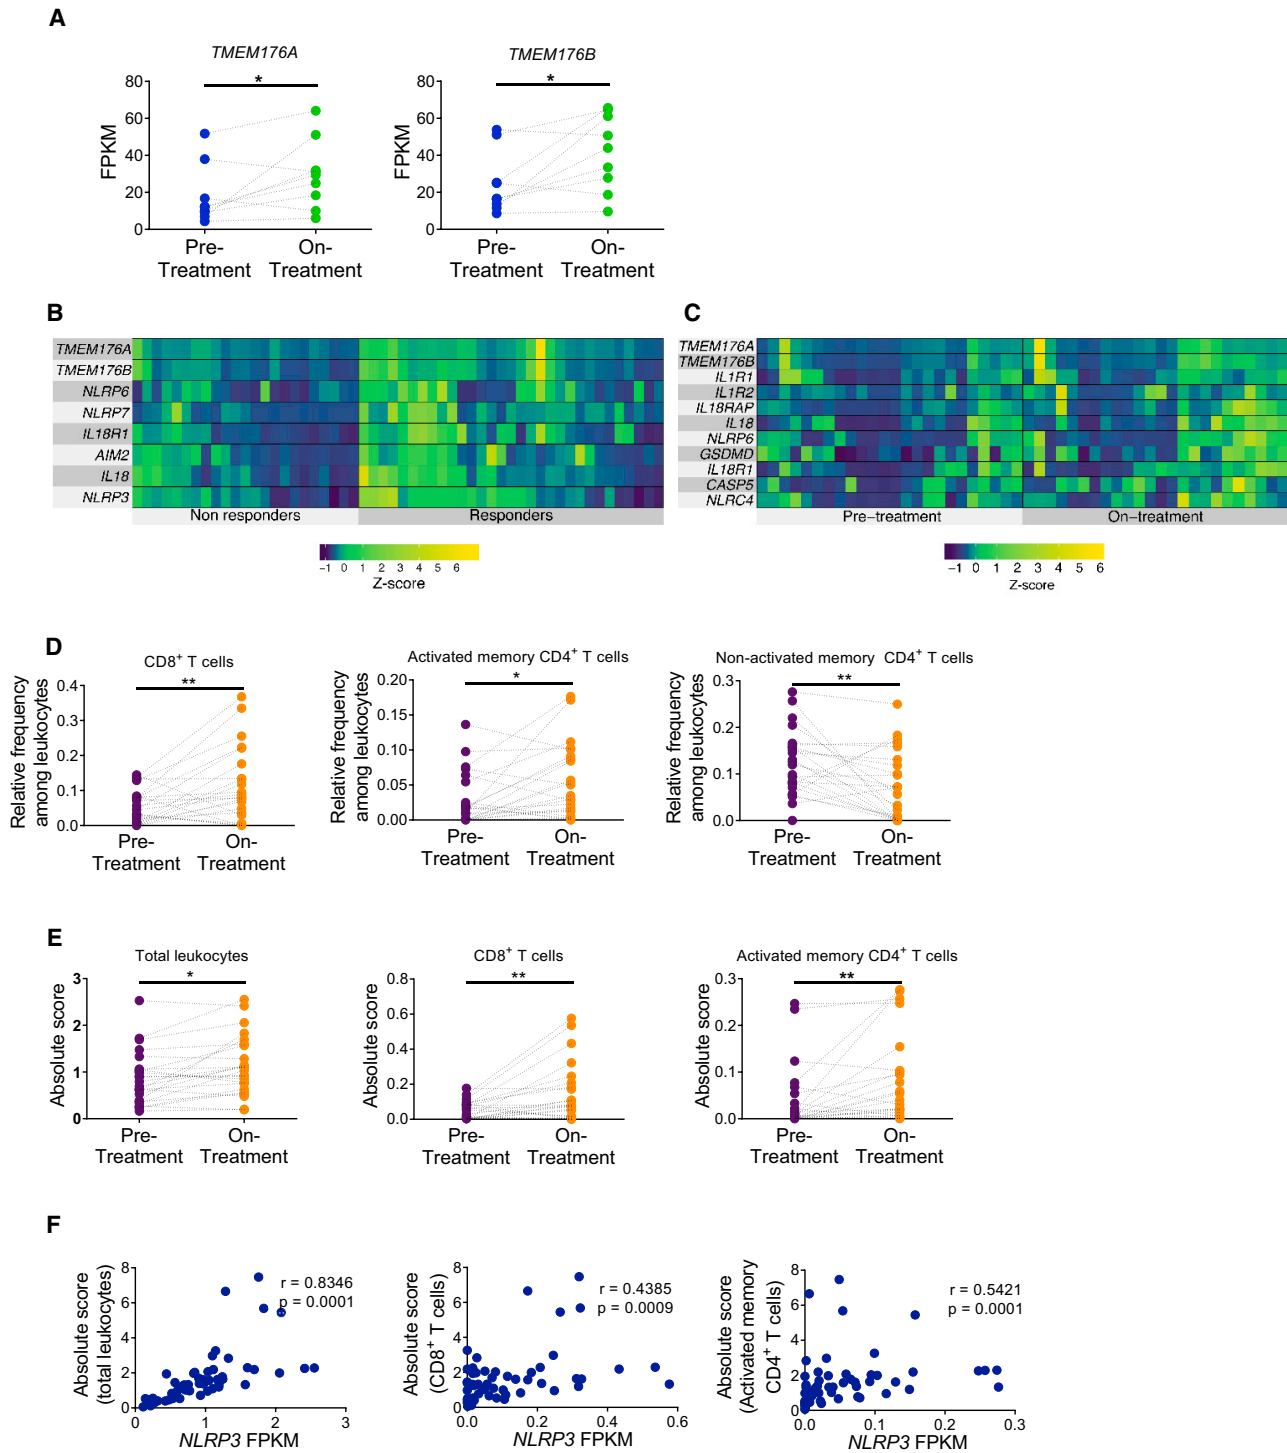 A
TMEM176A
*
FPKM
80
60
40
20
0
Pre-
Treatment
On-
Treatment
TMEM176B
*
FPKM
80
60
40
20
0
Pre-
Treatment
On-
Treatment
B
TMEM176A
TMEM176B
NLRP6
NLRP7
IL18R1
AIM2
IL18
NLRP3
Non responders
Responders
−1 0 1 2 3 4 5 6
Z-score
C
TMEM176A
TMEM176B
IL1R1
IL1R2
IL18RAP
IL18
NLRP6
GSDMD
IL18R1
CASP5
NLRC4
Pre−treatment
On−treatment
−1 0 1 2 3 4 5 6
Z-score
D
CD8+ T cells
**
Relative frequency
among leukocytes
0.4
0.3
0.2
0.1
0.0
Pre-
Treatment
On-
Treatment
Activated memory CD4+ T cells
*
Relative frequency
among leukocytes
0.20
0.15
0.10
0.05
0.00
Pre-
Treatment
On-
Treatment
Non-activated memory CD4+ T cells
**
Relative frequency
among leukocytes
0.3
0.2
0.1
0.0
Pre-
Treatment
On-
Treatment
E
Total leukocytes
*
Absolute score
3
2
1
0
Pre-
Treatment
On-
Treatment
CD8+ T cells
**
Absolute score
0.8
0.6
0.4
0.2
0.0
Pre-
Treatment
On-
Treatment
Activated memory CD4+ T cells
**
Absolute score
0.3
0.2
0.1
0.0
Pre-
Treatment
On-
Treatment
F
Absolute score
(total leukocytes)
8
6
4
2
0
r = 0.8346
p = 0.0001
0 1 2 3
NLRP3 FPKM
Absolute score
(CD8+ T cells)
8
6
4
2
0
r = 0.4385
p = 0.0009
0.0 0.2 0.4 0.6
NLRP3 FPKM
Absolute score
(Activated memory
CD4+ T cells)
8
6
4
2
0
r = 0.5421
p = 0.0001
0.0 0.1 0.2 0.3
NLRP3 FPKM